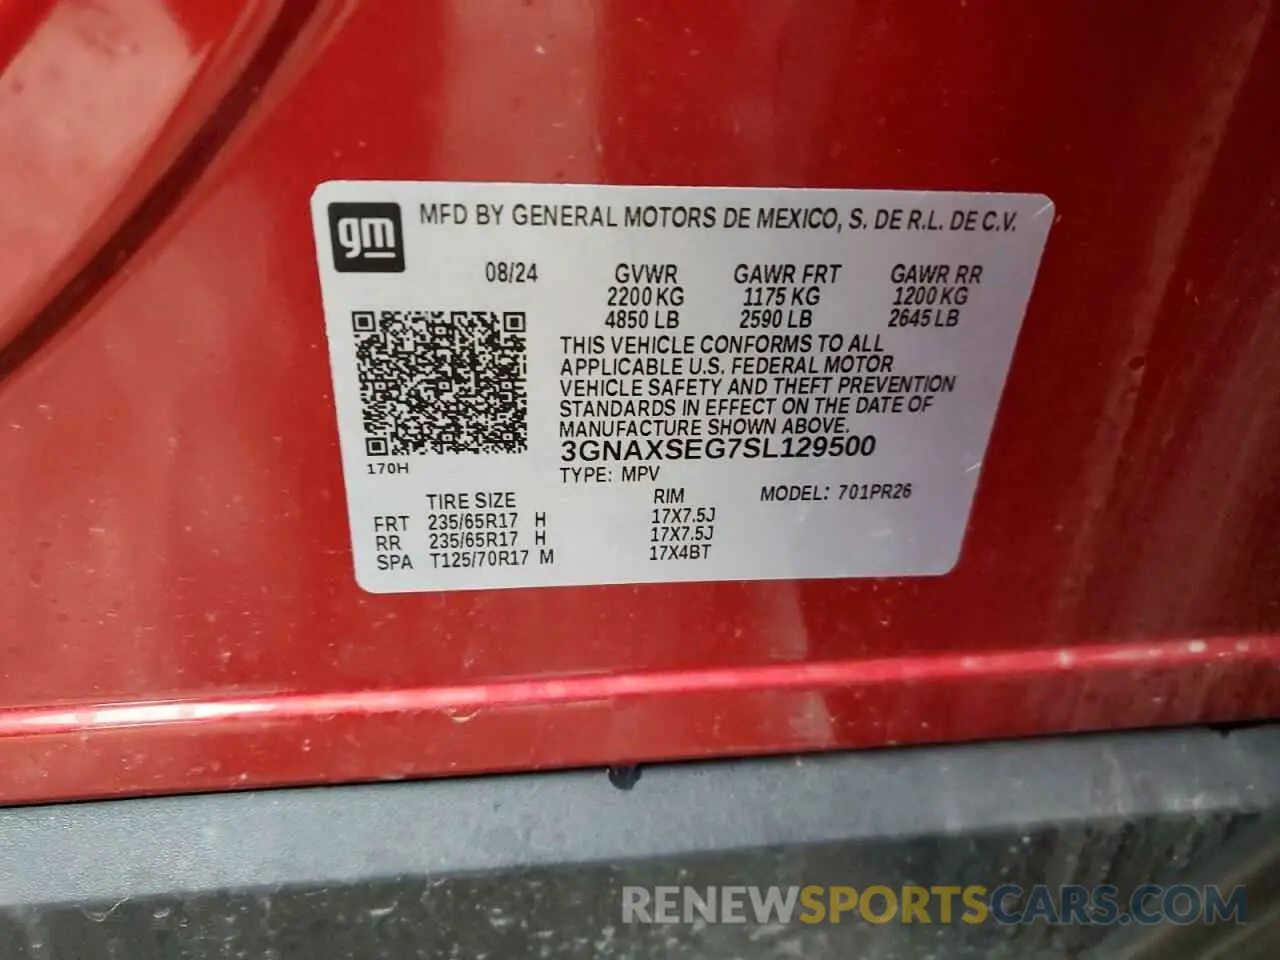 gm
MFD BY GENERAL MOTORS DE MEXICO, S. DE R.L. DE C.V.
08/24 GVWR GAWR FRT GAWR RR
2200 KG 1175 KG 1200 KG
4850 LB 2590 LB 2645 LB
THIS VEHICLE CONFORMS TO ALL
APPLICABLE U.S. FEDERAL MOTOR
VEHICLE SAFETY AND THEFT PREVENTION
STANDARDS IN EFFECT ON THE DATE OF
MANUFACTURE SHOWN ABOVE.
3GNAXSEG7SL129500
170H
TYPE: MPV
TIRE SIZE RIM MODEL: 701PR26
FRT 235/65R17 H 17X7.5J
RR 235/65R17 H 17X7.5J
SPA T125/70R17 M 17X4BT
RENEWSPORTSCARS.COM